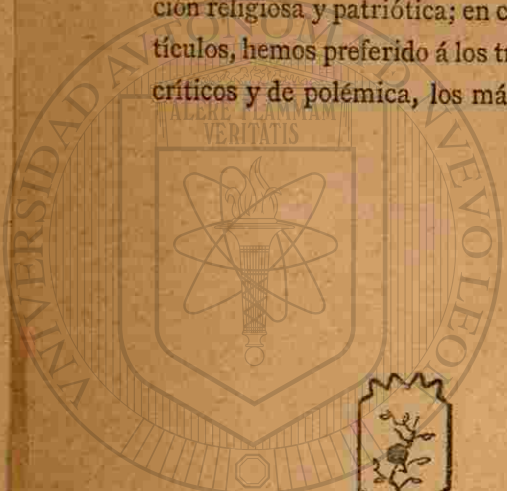 ción religiosa y patriótica; en c
tículos, hemos preferido á los tr
críticos y de polémica, los má
UNIVERSIDAD AUTÓNOMA DE NUEVO LEÓN
ALERE FLAMMAM
VERITATIS